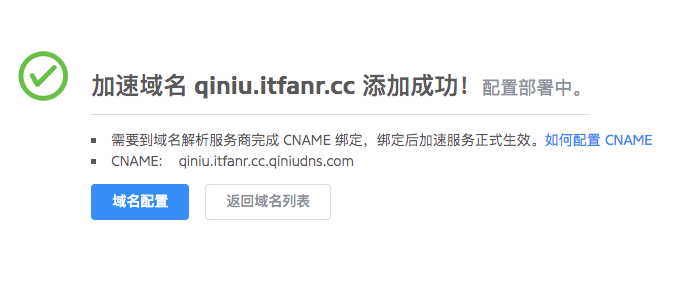 加速域名 qiniu.itfanr.cc 添加成功！配置部署中。
需要到域名解析服务商完成 CNAME 绑定，绑定后加速服务正式生效。如何配置 CNAME
CNAME： qiniu.itfanr.cc.qiniudns.com
域名配置 返回域名列表